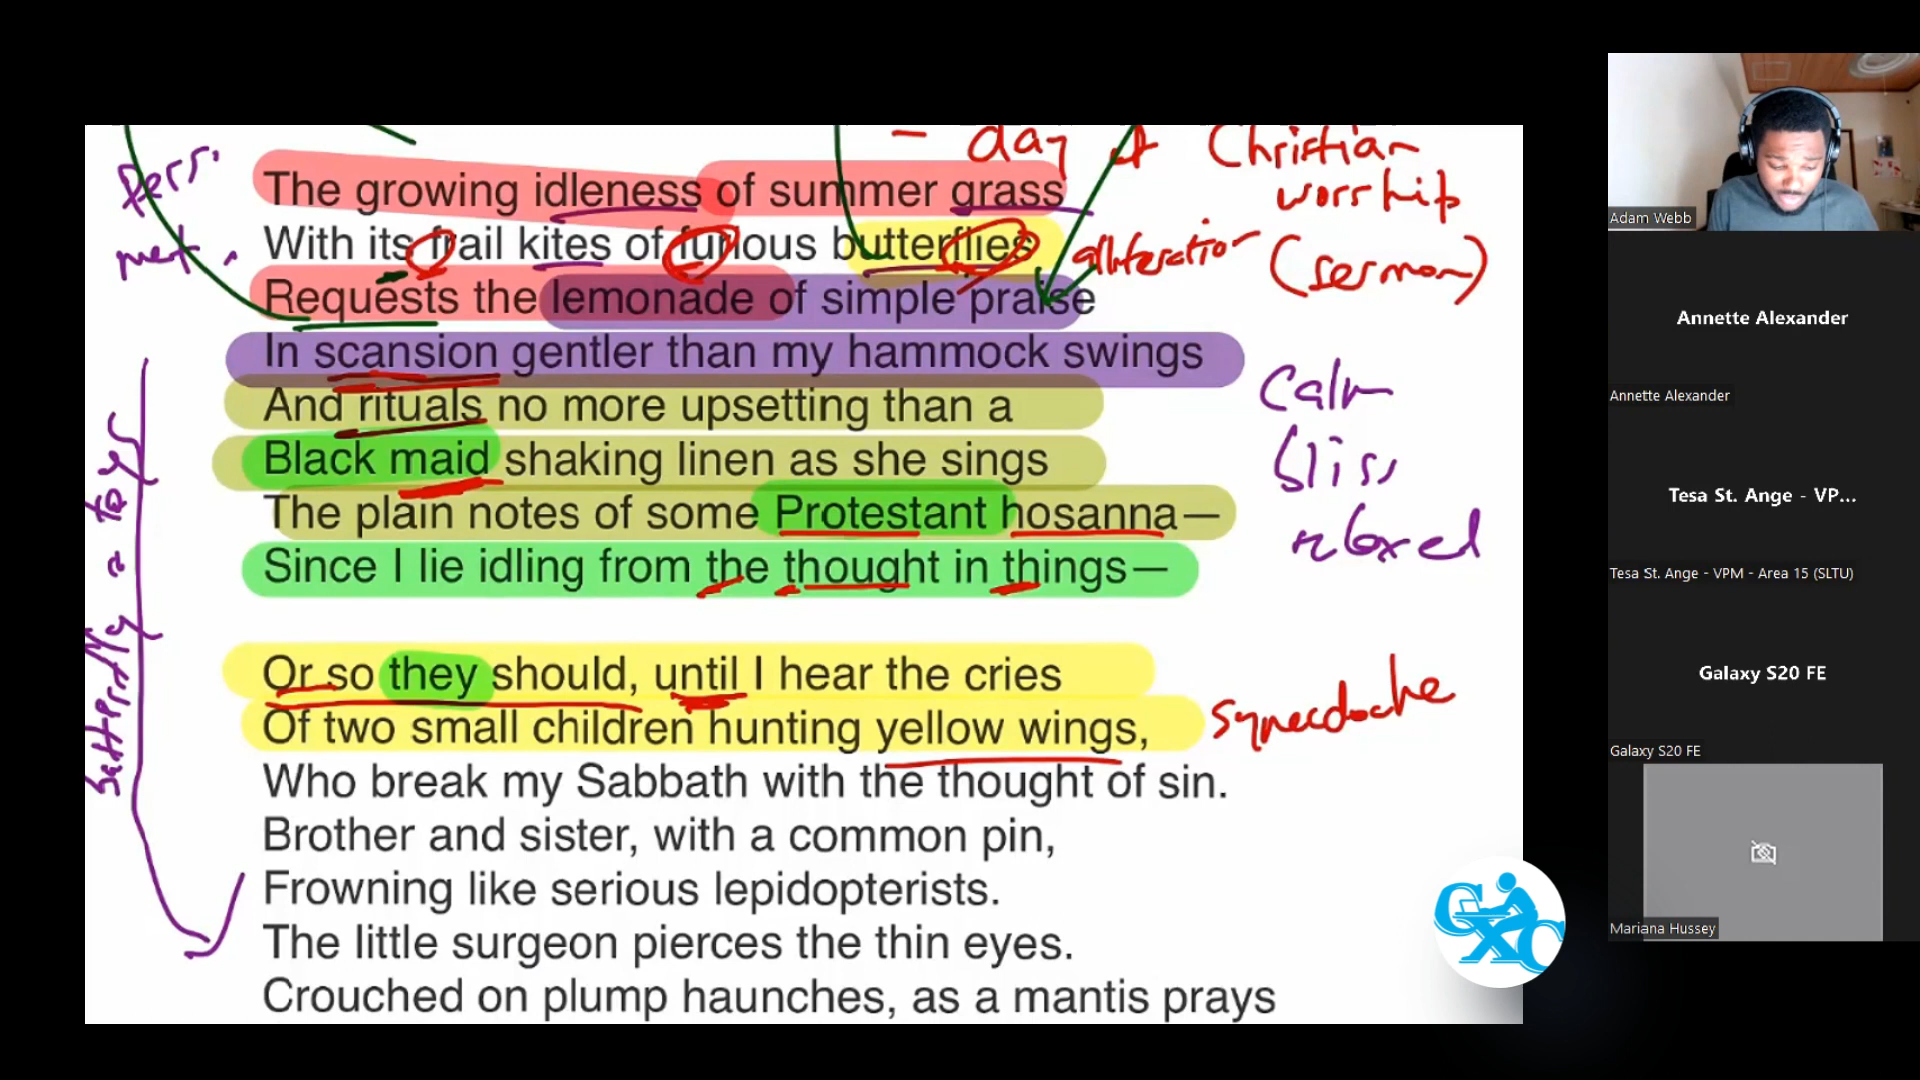 - day of Christian
worship
(sermon)
pers.
met.
The growing idleness of summer grass
With its frail kites of furious butterflies
alliteration
Requests the lemonade of simple praise
In scansion gentler than my hammock swings
And rituals no more upsetting than a
Black maid shaking linen as she sings
The plain notes of some Protestant hosanna—
Since I lie idling from the thought in things—
calm
bliss
relaxed
butterfly a toys
Or so they should, until I hear the cries
Of two small children hunting yellow wings,
synecdoche
Who break my Sabbath with the thought of sin.
Brother and sister, with a common pin,
Frowning like serious lepidopterists.
The little surgeon pierces the thin eyes.
Crouched on plump haunches, as a mantis prays
CXC
Adam Webb
Annette Alexander
Annette Alexander
Tesa St. Ange - VP...
Tesa St. Ange - VPM - Area 15 (SLTU)
Galaxy S20 FE
Galaxy S20 FE
Mariana Hussey